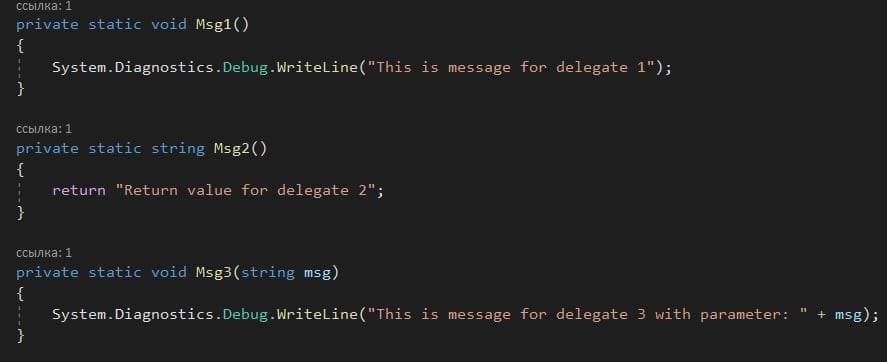 ссылка: 1
private static void Msg1()
{
System.Diagnostics.Debug.WriteLine("This is message for delegate 1");
}
ссылка: 1
private static string Msg2()
{
return "Return value for delegate 2";
}
ссылка: 1
private static void Msg3(string msg)
{
System.Diagnostics.Debug.WriteLine("This is message for delegate 3 with parameter: " + msg);
}